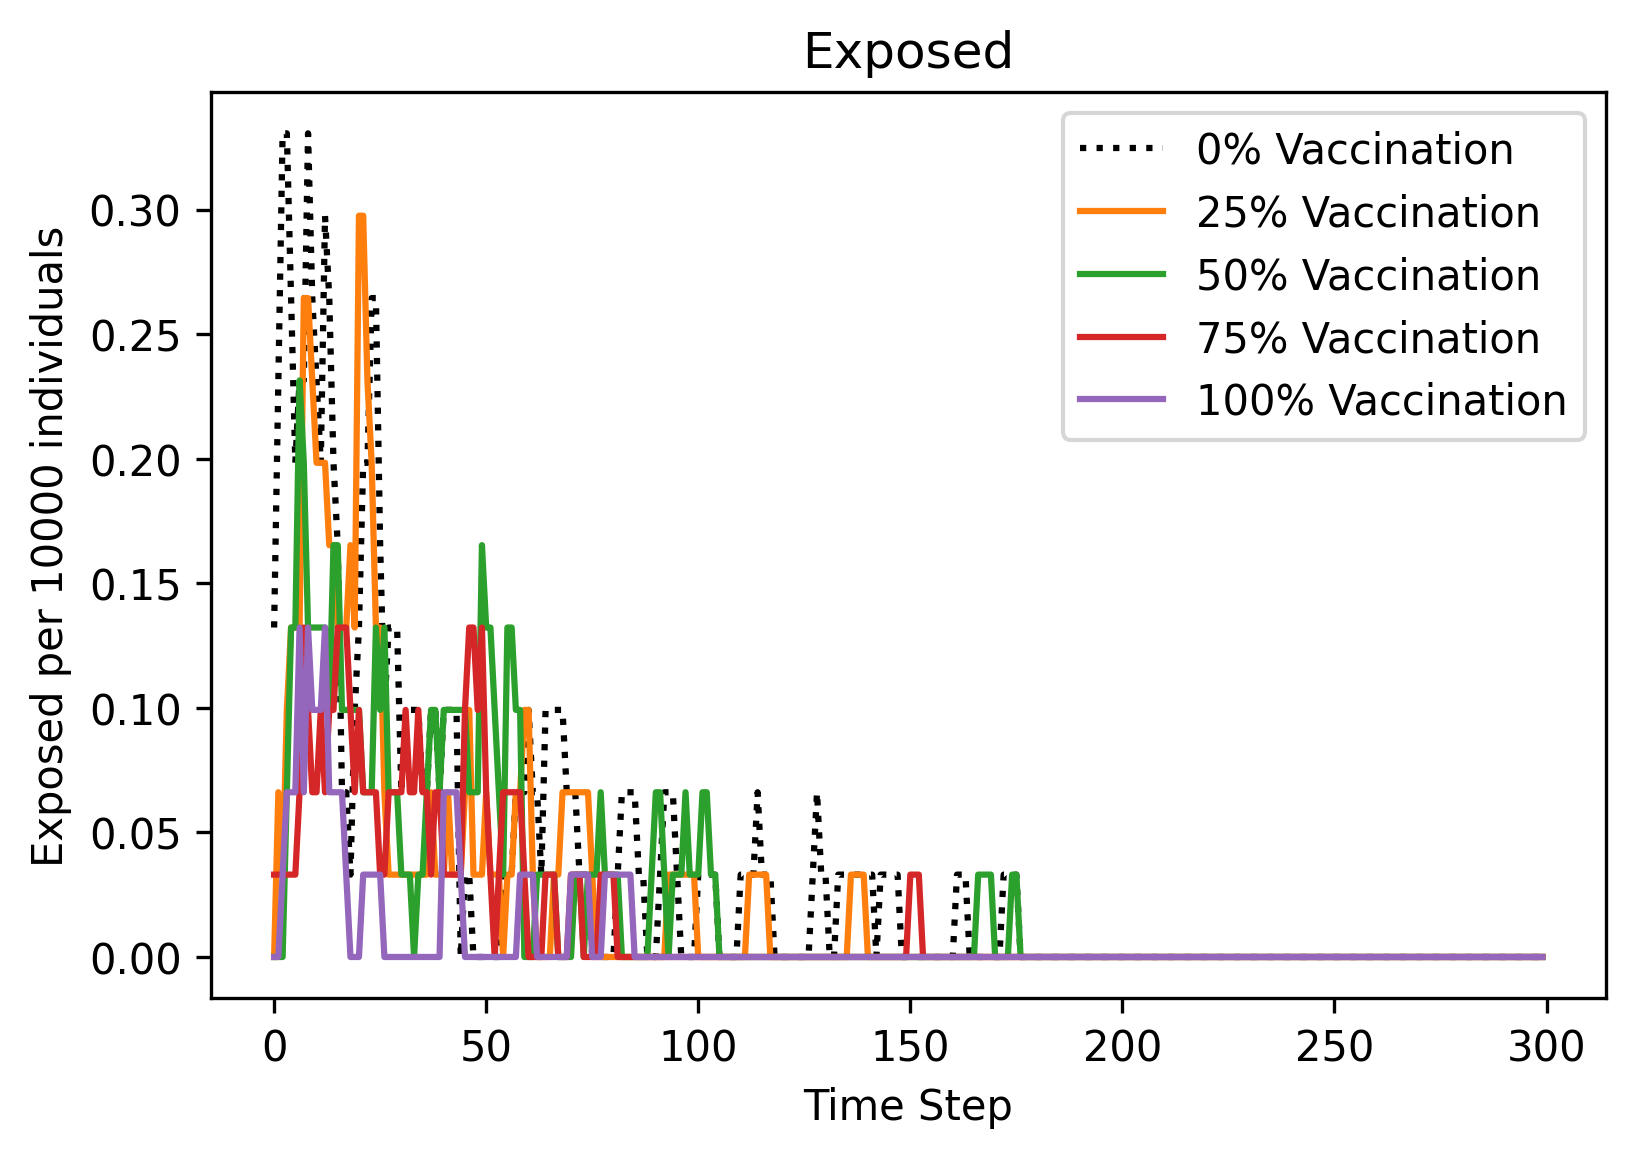 Exposed
0% Vaccination
25% Vaccination
50% Vaccination
75% Vaccination
100% Vaccination
Exposed per 10000 individuals
0.30
0.25
0.20
0.15
0.10
0.05
0.00
0 50 100 150 200 250 300
Time Step